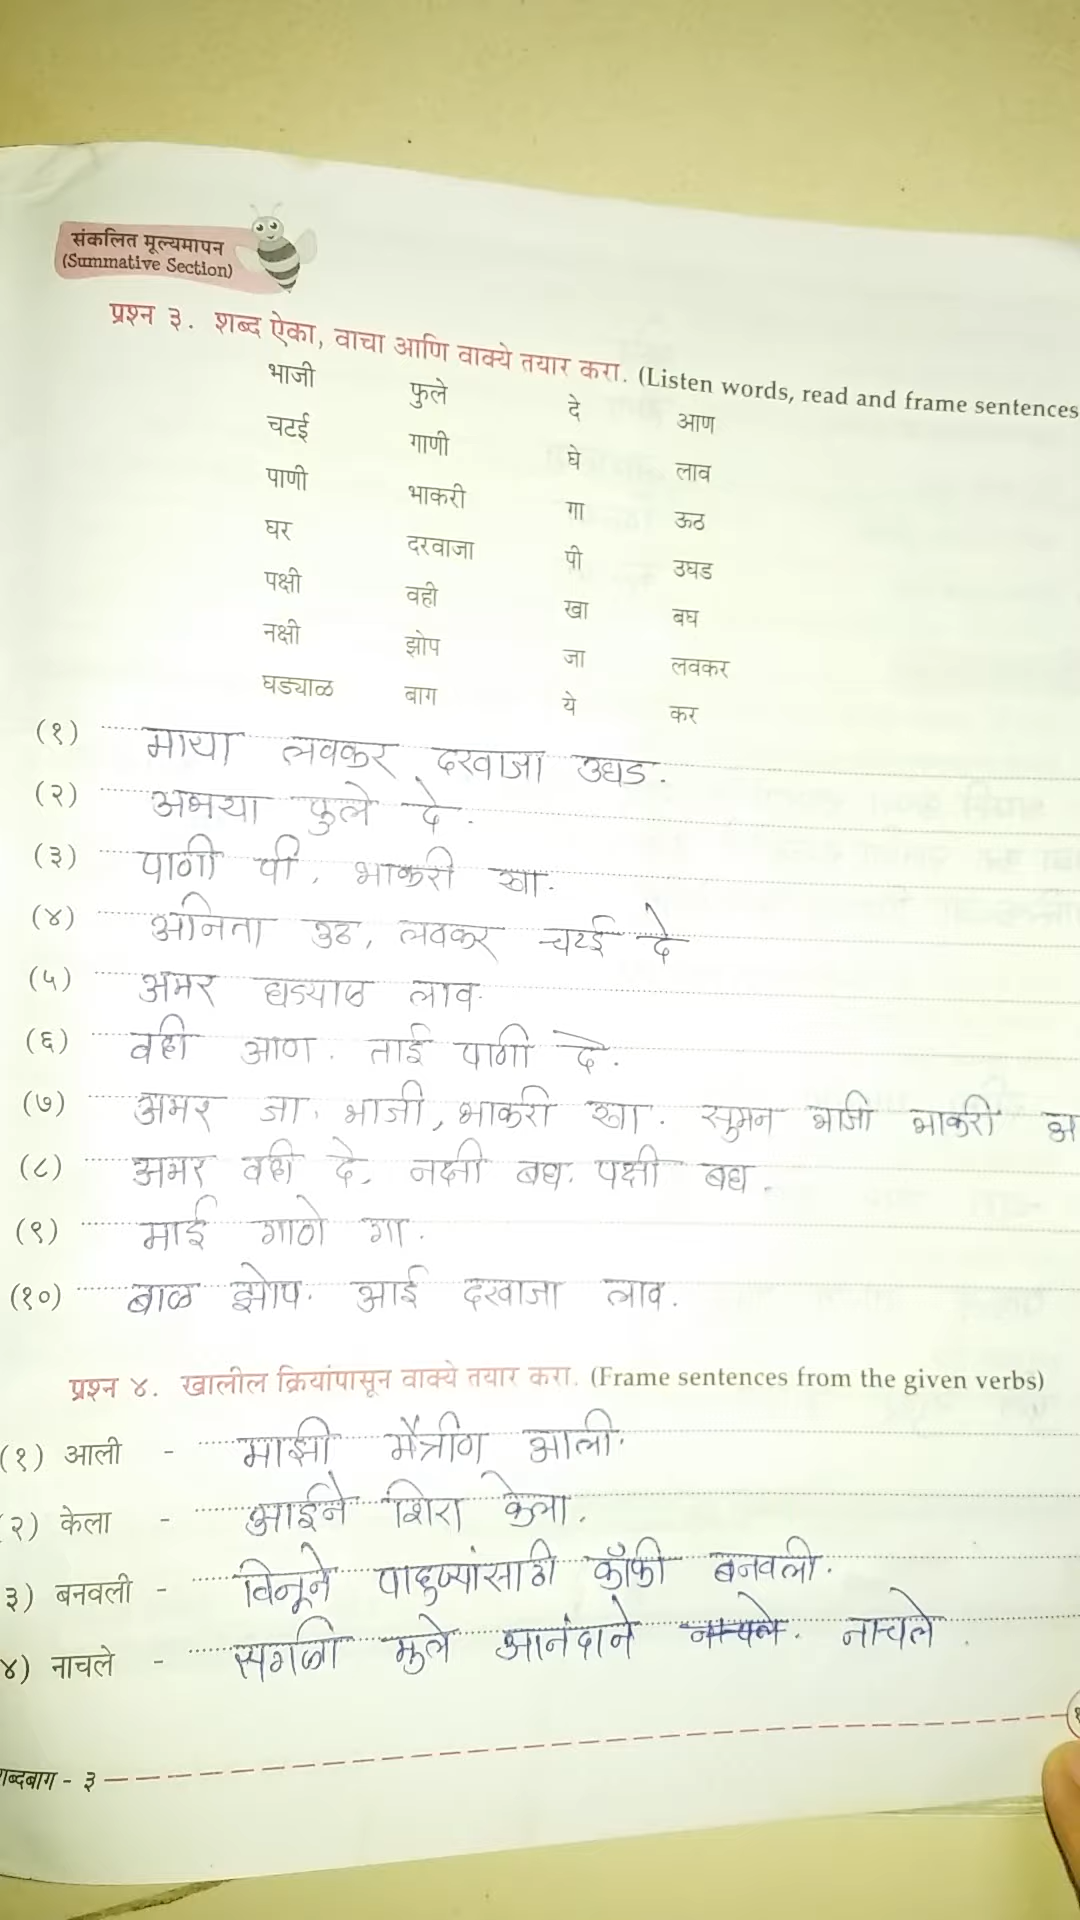 संकलित मूल्यमापन
(Summative Section)
प्रश्न ३. शब्द ऐका, वाचा आणि वाक्ये तयार करा. (Listen words, read and frame sentences
भाजी फुले दे आण
चटई गाणी घे लाव
पाणी भाकरी गा ऊठ
घर दरवाजा पी उघड
पक्षी वही खा बघ
नक्षी झोप जा लवकर
घड्याळ बाग ये कर
(१) माया लवकर दरवाजा उघड.
(२) अभया फुले दे.
(३) पाणी पी, भाकरी खा.
(४) अनिता उठ, लवकर चटई दे
(५) अमर घड्याळ लाव.
(६) वही आण. ताई पाणी दे.
(७) अमर जा. भाजी, भाकरी खा. सुमन भाजी भाकरी
(८) अमर वही दे, नक्षी बघ. पक्षी बघ.
(९) माई गाणे गा.
(१०) बाळ झोप. आई दरवाजा लाव.
प्रश्न ४. खालील क्रियांपासून वाक्ये तयार करा. (Frame sentences from the given verbs)
(१) आली - माझी मैत्रीण आली.
२) केला - आईने शिरा केला.
३) बनवली - विनूने पाहुण्यांसाठी कॉफी बनवली.
४) नाचले - सगळी मुले आनंदाने नाचले.
शब्दबाग - ३